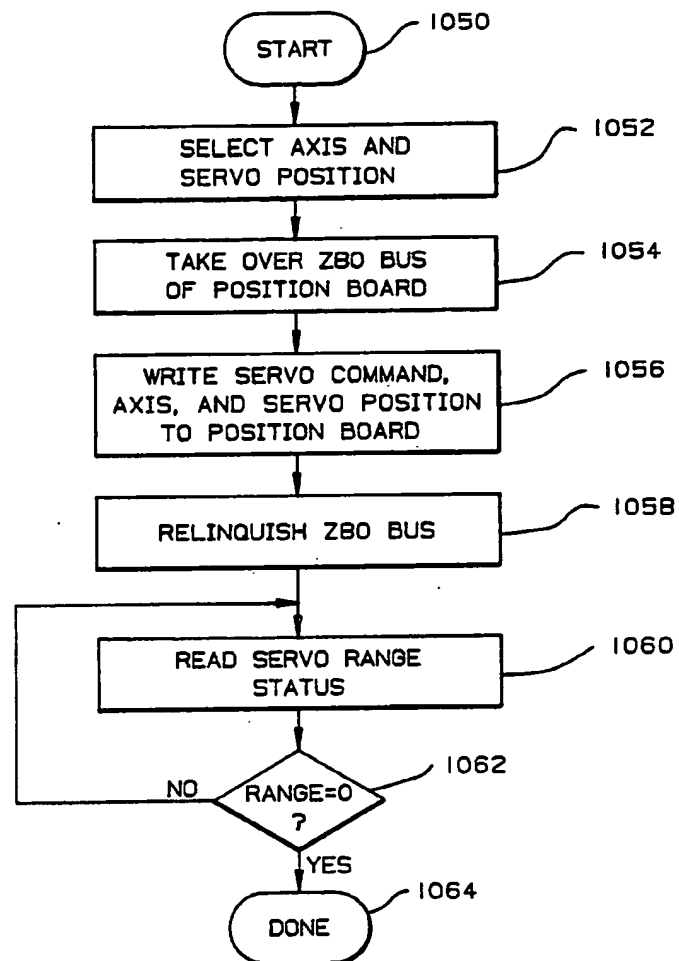 START
1050
SELECT AXIS AND
SERVO POSITION
1052
TAKE OVER Z80 BUS
OF POSITION BOARD
1054
WRITE SERVO COMMAND,
AXIS, AND SERVO POSITION
TO POSITION BOARD
1056
RELINQUISH Z80 BUS
1058
READ SERVO RANGE
STATUS
1060
RANGE=0
?
1062
NO
YES
DONE
1064